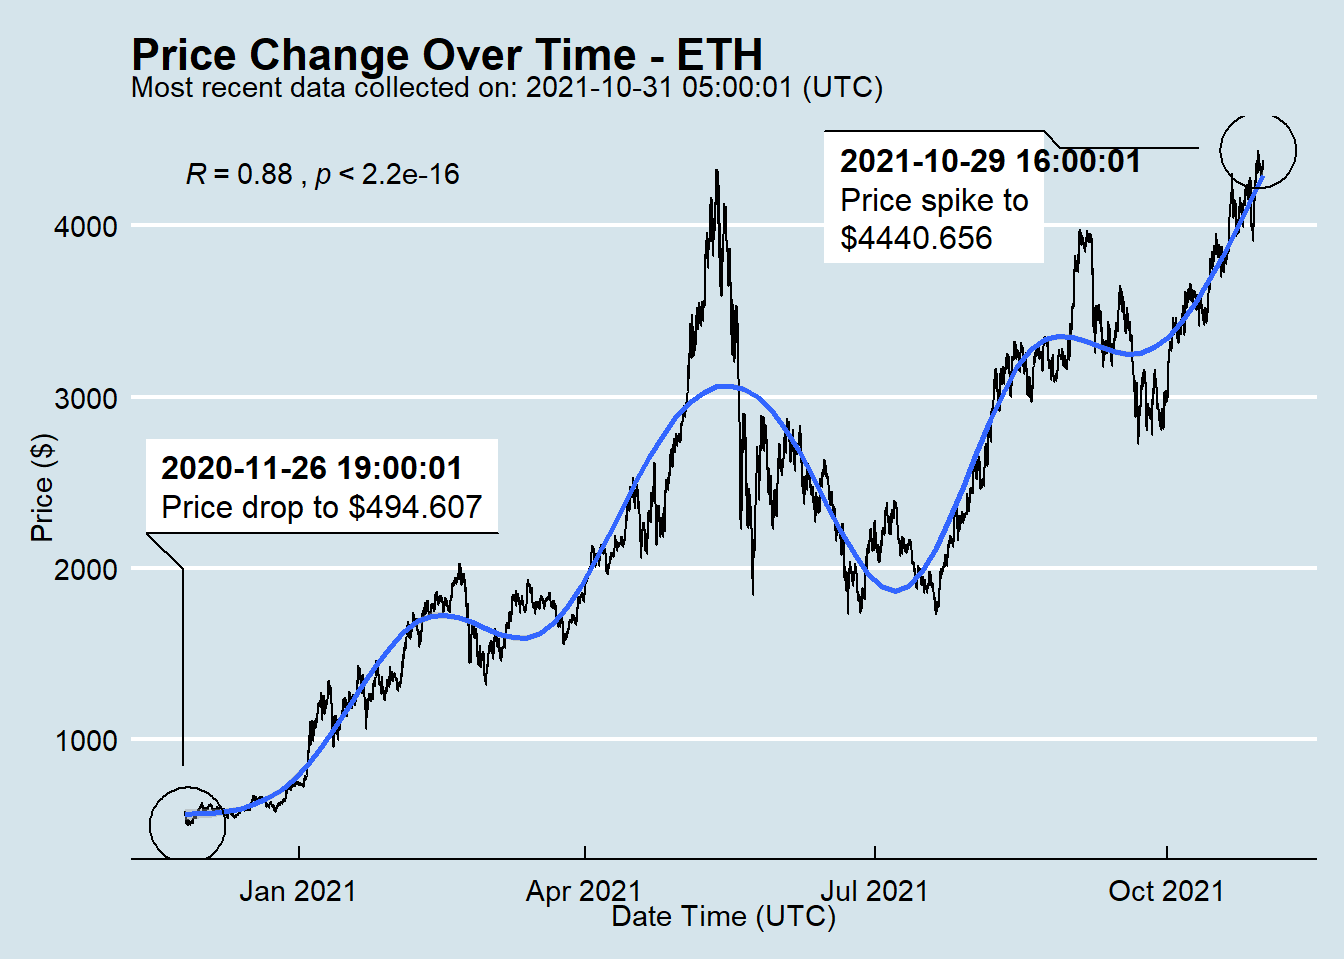 Price Change Over Time - ETH
Most recent data collected on: 2021-10-31 05:00:01 (UTC)
R = 0.88 , p < 2.2e-16
2021-10-29 16:00:01
Price spike to
$4440.656
2020-11-26 19:00:01
Price drop to $494.607
Price ($)
4000
3000
2000
1000
Jan 2021
Apr 2021
Jul 2021
Oct 2021
Date Time (UTC)